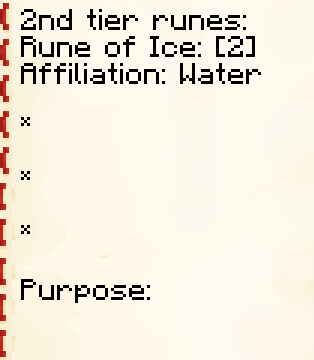 2nd tier runes:
Rune of Ice: [2]
Affiliation: Water
×
×
×
Purpose: